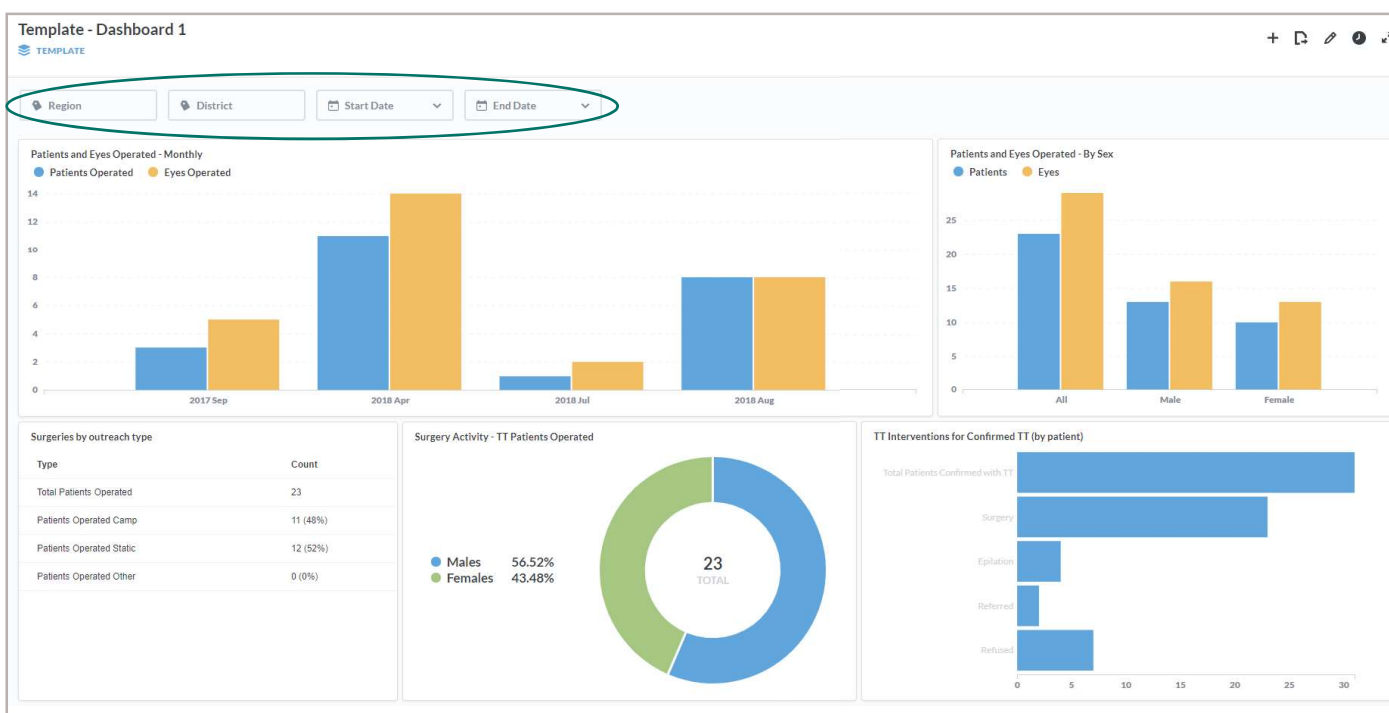 Template - Dashboard 1
TEMPLATE
Region
District
Start Date
End Date
Patients and Eyes Operated - Monthly
Patients Operated
Eyes Operated
14
12
10
8
6
4
2
0
2017 Sep
2018 Apr
2018 Jul
2018 Aug
Patients and Eyes Operated - By Sex
Patients
Eyes
25
20
15
10
5
0
All
Male
Female
Surgeries by outreach type
Type Count
Total Patients Operated 23
Patients Operated Camp 11 (48%)
Patients Operated Static 12 (52%)
Patients Operated Other 0 (0%)
Surgery Activity - TT Patients Operated
Males 56.52%
Females 43.48%
23
TOTAL
TT Interventions for Confirmed TT (by patient)
Total Patients Confirmed with TT
Surgery
Epilation
Referred
Refused
0 5 10 15 20 25 30